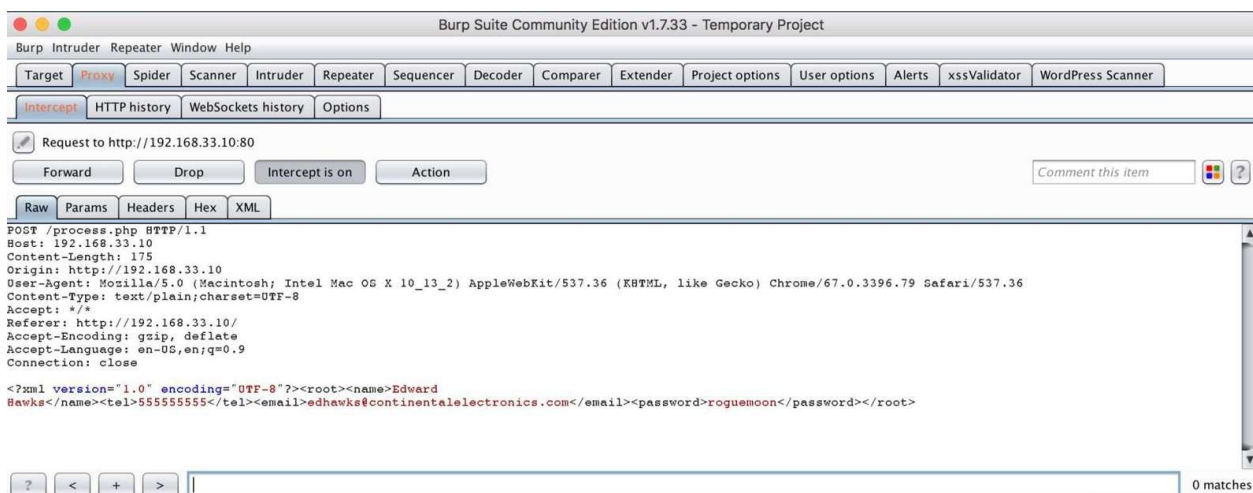 Burp Suite Community Edition v1.7.33 - Temporary Project
Burp Intruder Repeater Window Help
Target Proxy Spider Scanner Intruder Repeater Sequencer Decoder Comparer Extender Project options User options Alerts xssValidator WordPress Scanner
Intercept HTTP history WebSockets history Options
Request to http://192.168.33.10:80
Forward Drop Intercept is on Action Comment this item ?
Raw Params Headers Hex XML
POST /process.php HTTP/1.1
Host: 192.168.33.10
Content-Length: 175
Origin: http://192.168.33.10
User-Agent: Mozilla/5.0 (Macintosh; Intel Mac OS X 10_13_2) AppleWebKit/537.36 (KHTML, like Gecko) Chrome/67.0.3396.79 Safari/537.36
Content-Type: text/plain;charset=UTF-8
Accept: */*
Referer: http://192.168.33.10/
Accept-Encoding: gzip, deflate
Accept-Language: en-US,en;q=0.9
Connection: close
<?xml version="1.0" encoding="UTF-8"?><root><name>Edward
Hawks</name><tel>555555555</tel><email>edhawks@continentalelectronics.com</email><password>roguemoon</password></root>
? < + > 0 matches